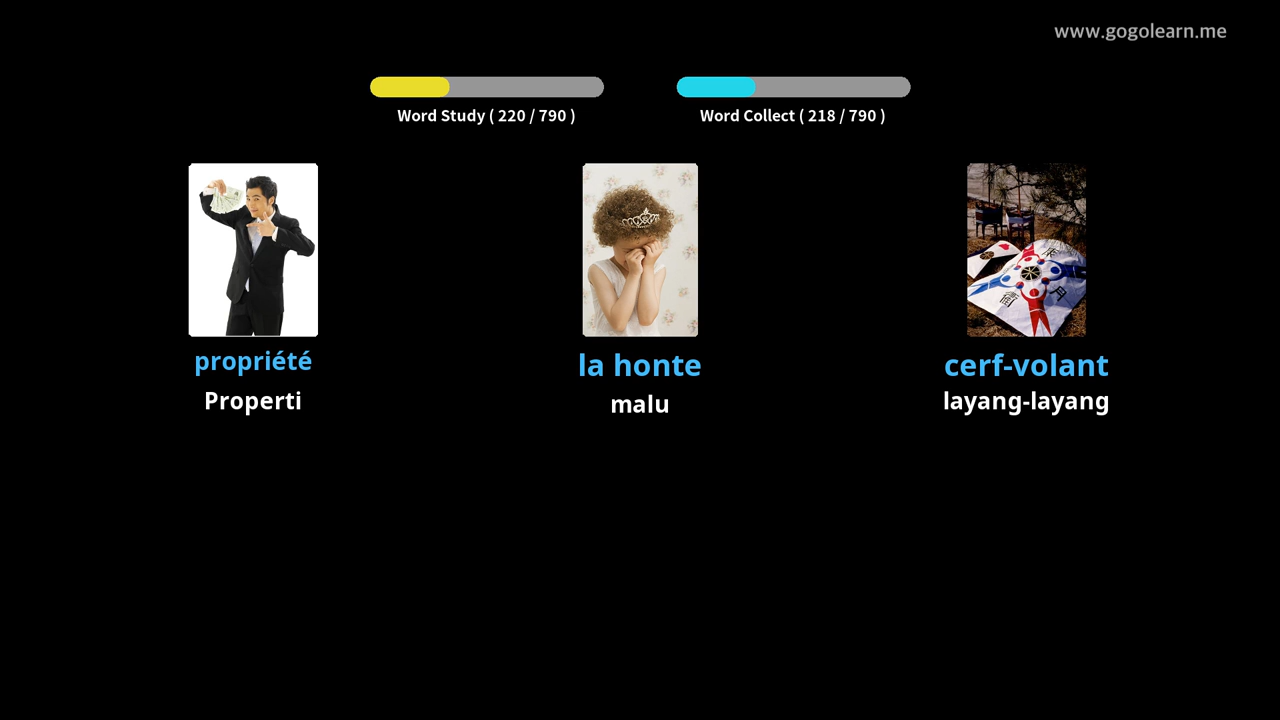 www.gogolearn.me
Word Study ( 220 / 790 )
Word Collect ( 218 / 790 )
propriété
Properti
la honte
malu
cerf-volant
layang-layang